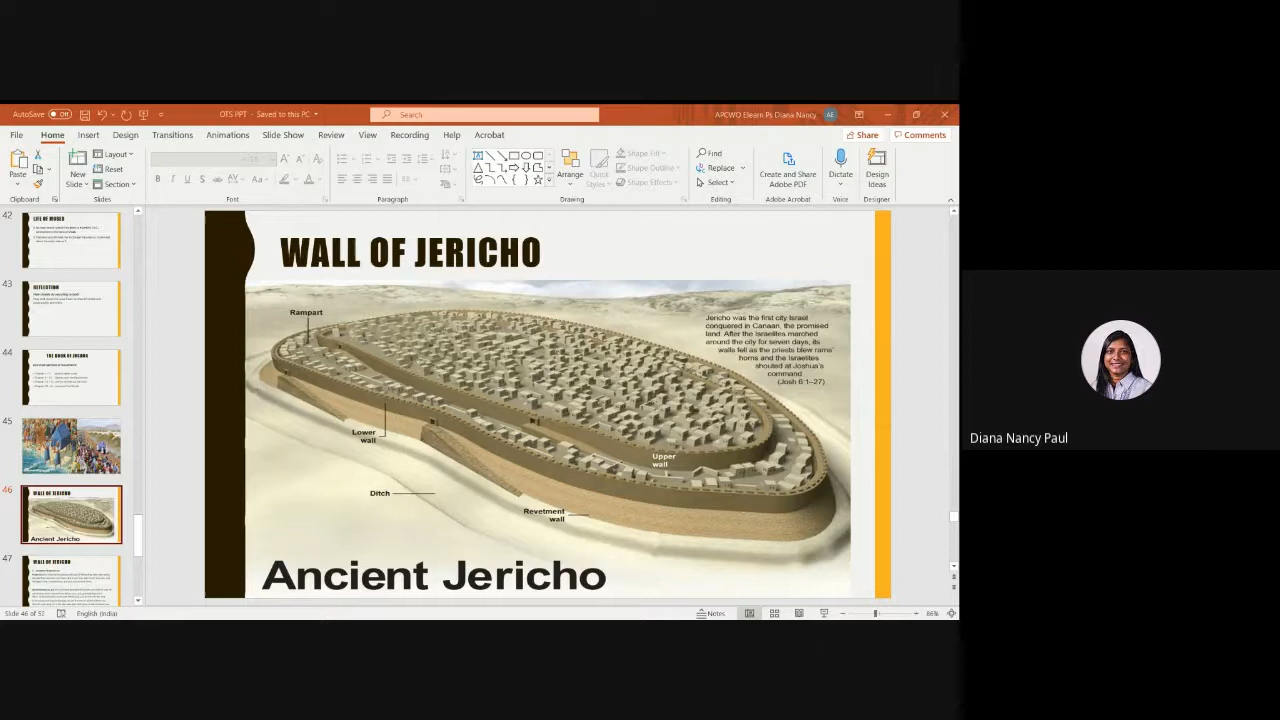 AutoSave Off
OTS PPT - Saved to this PC
Search
APCWO Elearn Ps Diana Nancy AE
File Home Insert Design Transitions Animations Slide Show Review View Recording Help Acrobat
Share Comments
Paste
New Slide
Layout
Reset
Section
Arrange
Quick Styles
Shape Fill
Shape Outline
Shape Effects
Find
Replace
Select
Create and Share Adobe PDF
Dictate
Design Ideas
Clipboard Slides Font Paragraph Drawing Editing Adobe Acrobat Voice Designer
42
LIFE OF MOSES
43
REFLECTION
44
THE BOOK OF JOSHUA
45
46
WALL OF JERICHO
Ancient Jericho
47
WALL OF JERICHO
WALL OF JERICHO
Rampart
Jericho was the first city Israel
conquered in Canaan, the promised
land. After the Israelites marched
around the city for seven days, its
walls fell as the priests blew rams'
horns and the Israelites
shouted at Joshua's
command
(Josh 6:1–27)
Lower
wall
Upper
wall
Ditch
Revetment
wall
Ancient Jericho
Diana Nancy Paul
Slide 46 of 52 English (India)
Notes
86%